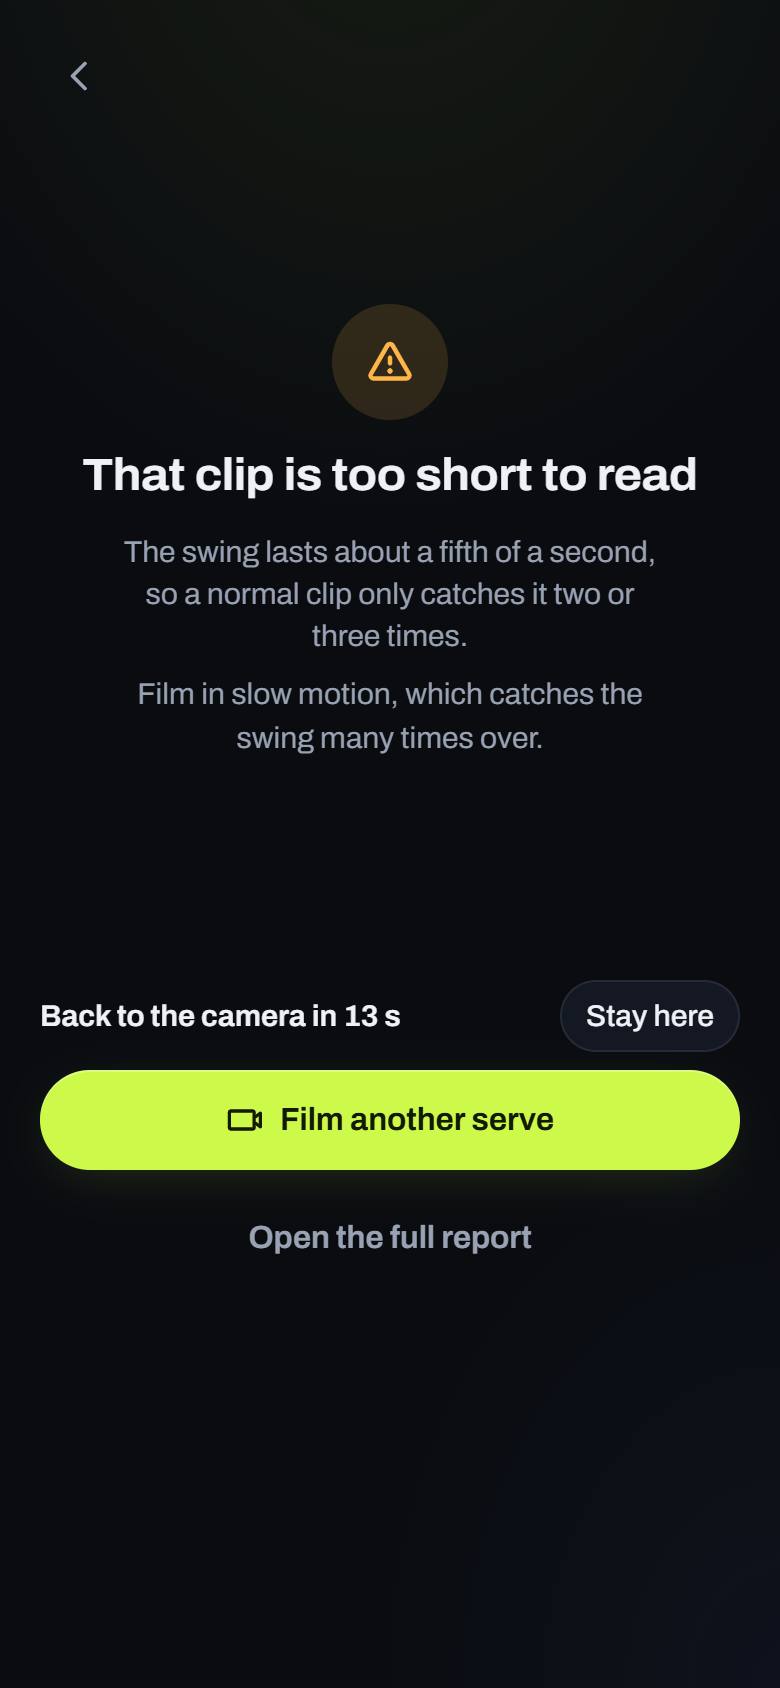 That clip is too short to read
The swing lasts about a fifth of a second,
so a normal clip only catches it two or
three times.
Film in slow motion, which catches the
swing many times over.
Back to the camera in 13 s
Stay here
Film another serve
Open the full report